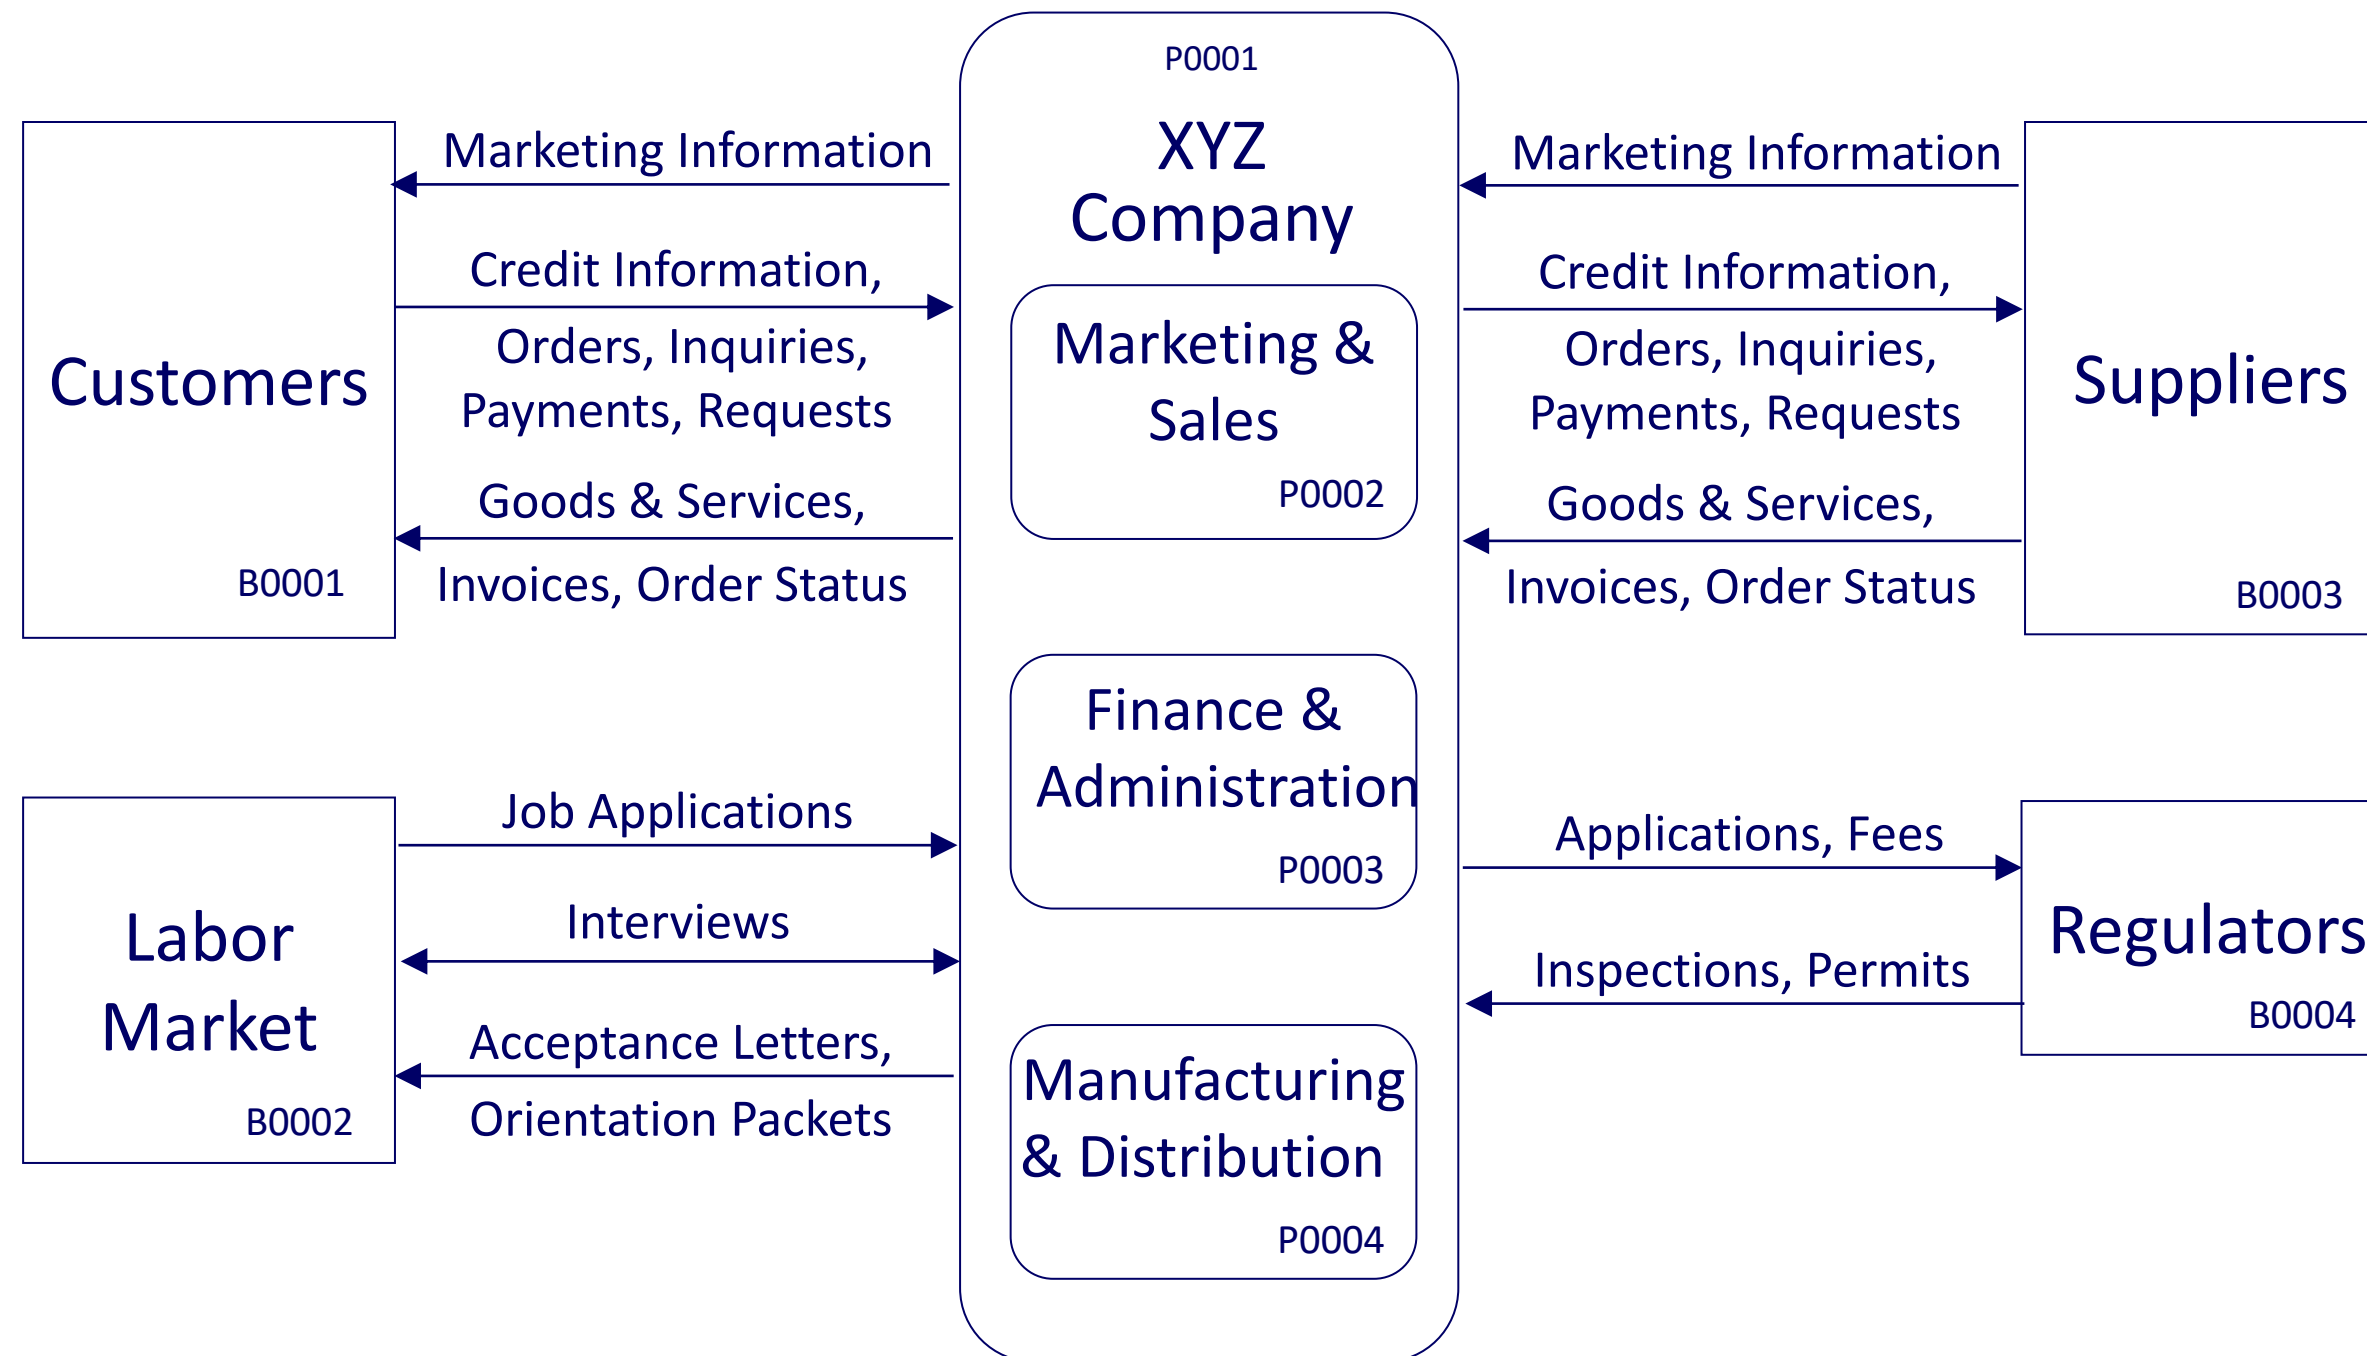 P0001
XYZ
Company
Marketing Information
Credit Information,
Orders, Inquiries,
Payments, Requests
Goods & Services,
Invoices, Order Status
Customers
B0001
Marketing &
Sales
P0002
Marketing Information
Credit Information,
Orders, Inquiries,
Payments, Requests
Goods & Services,
Invoices, Order Status
Suppliers
B0003
Finance &
Administration
P0003
Job Applications
Interviews
Acceptance Letters,
Orientation Packets
Labor
Market
B0002
Applications, Fees
Inspections, Permits
Regulators
B0004
Manufacturing
& Distribution
P0004